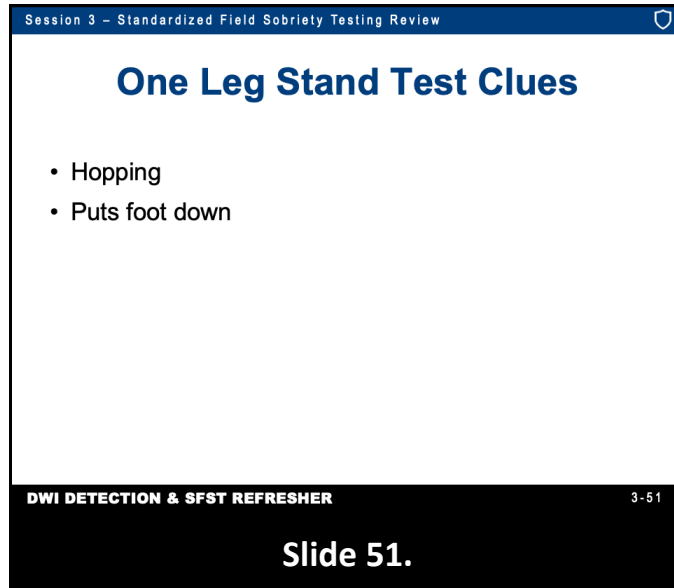 Session 3 – Standardized Field Sobriety Testing Review
One Leg Stand Test Clues
• Hopping
• Puts foot down
DWI DETECTION & SFST REFRESHER
3-51
Slide 51.